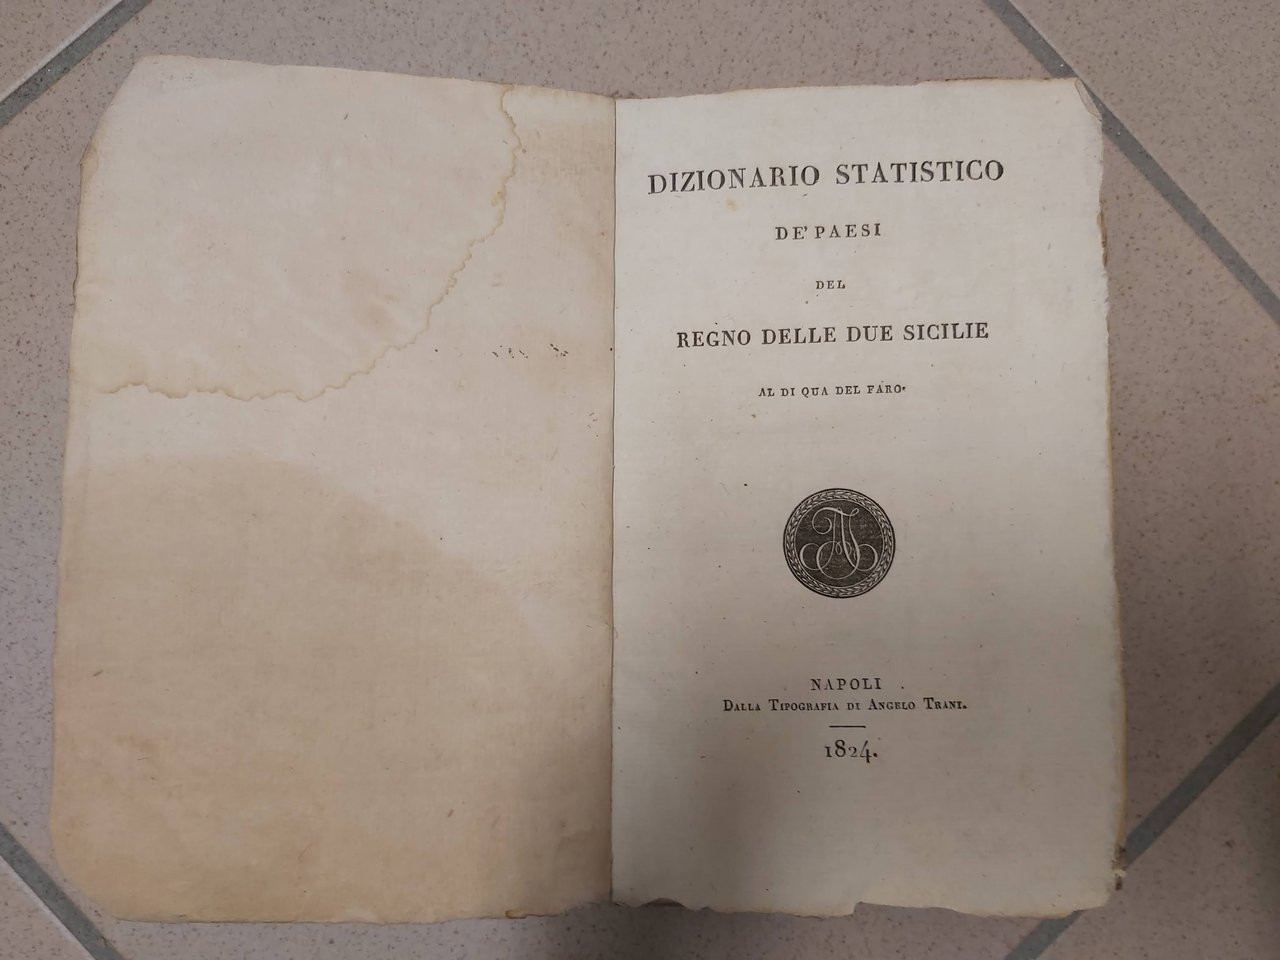 DIZIONARIO STATISTICO
DE' PAESI
DEL
REGNO DELLE DUE SICILIE
AL DI QUA DEL FARO.
AT
NAPOLI
DALLA TIPOGRAFIA DI ANGELO TRANI.
1824.